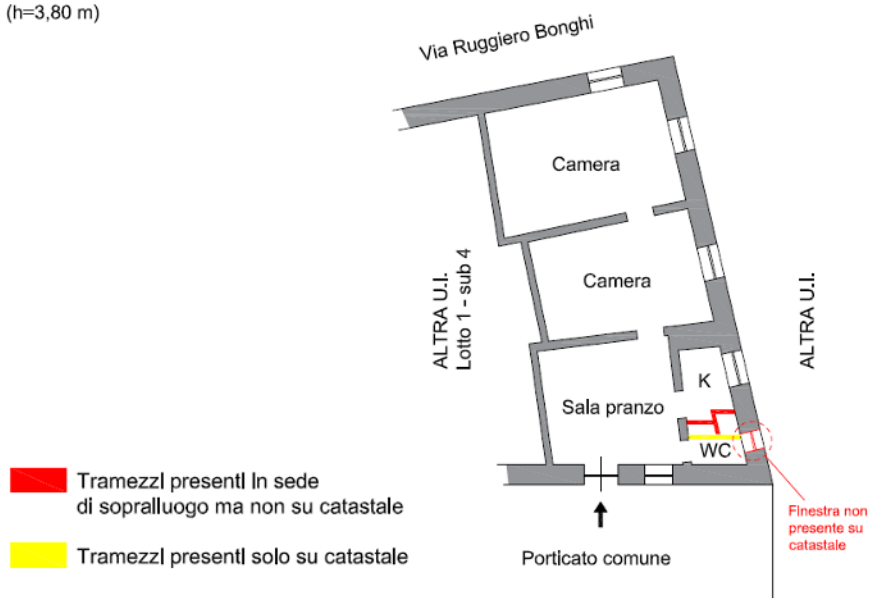 (h=3,80 m)
Via Ruggiero Bonghi
Camera
ALTRA U.I.
Lotto 1 - sub 4
Camera
ALTRA U.I.
K
Sala pranzo
WC
Tramezzi presenti In sede
di sopralluogo ma non su catastale
Tramezzi presenti solo su catastale
Porticato comune
Finestra non
presente su
catastale